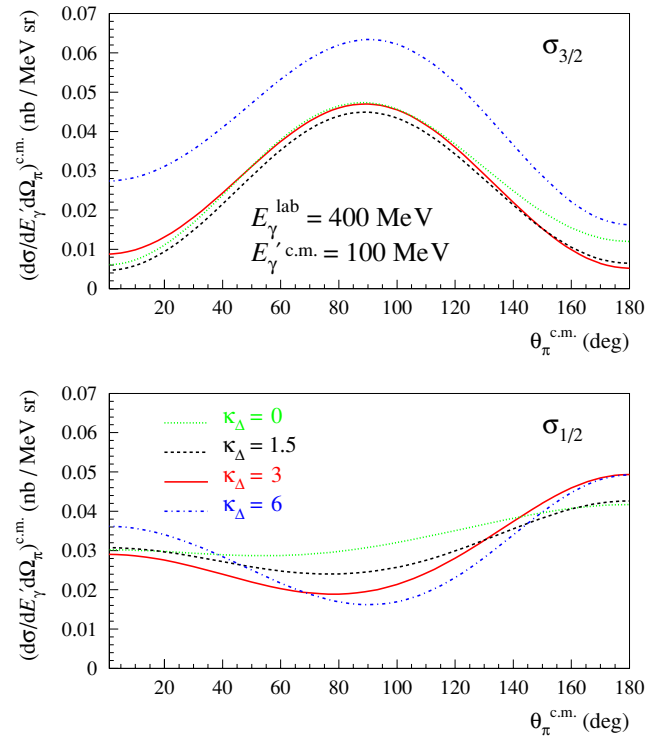 (dσ/dE′γdΩπ)c.m. (nb / MeV sr)
0.07
0.06
0.05
0.04
0.03
0.02
0.01
0
σ3/2
Eγlab = 400 MeV
Eγ′ c.m. = 100 MeV
20 40 60 80 100 120 140 160 180
θπc.m. (deg)
(dσ/dE′γdΩπ)c.m. (nb / MeV sr)
0.07
0.06
0.05
0.04
0.03
0.02
0.01
0
κΔ = 0
κΔ = 1.5
κΔ = 3
κΔ = 6
σ1/2
20 40 60 80 100 120 140 160 180
θπc.m. (deg)